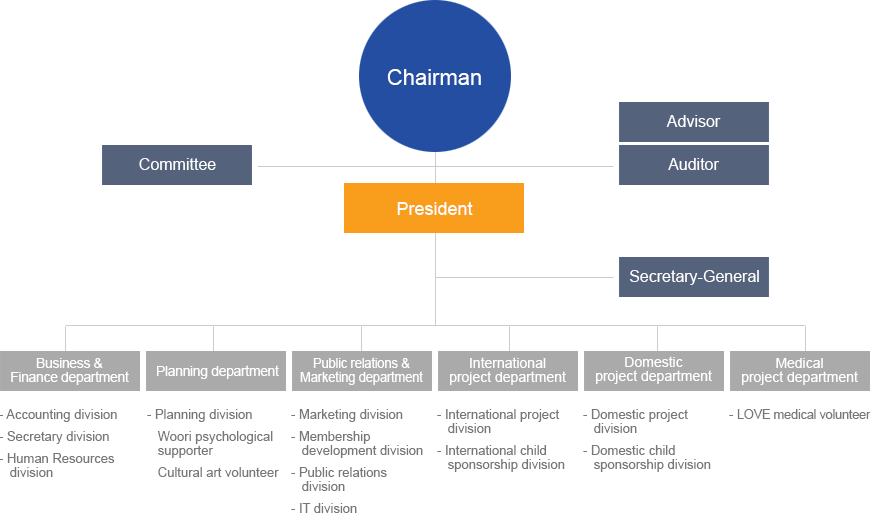 Chairman
Advisor
Committee
Auditor
President
Secretary-General
Business &
Finance department
Planning department
Public relations &
Marketing department
International
project department
Domestic
project department
Medical
project department
- Accounting division
- Secretary division
- Human Resources
division
- Planning division
Woori psychological
supporter
Cultural art volunteer
- Marketing division
- Membership
development division
- Public relations
division
- IT division
- International project
division
- International child
sponsorship division
- Domestic project
division
- Domestic child
sponsorship division
- LOVE medical volunteer